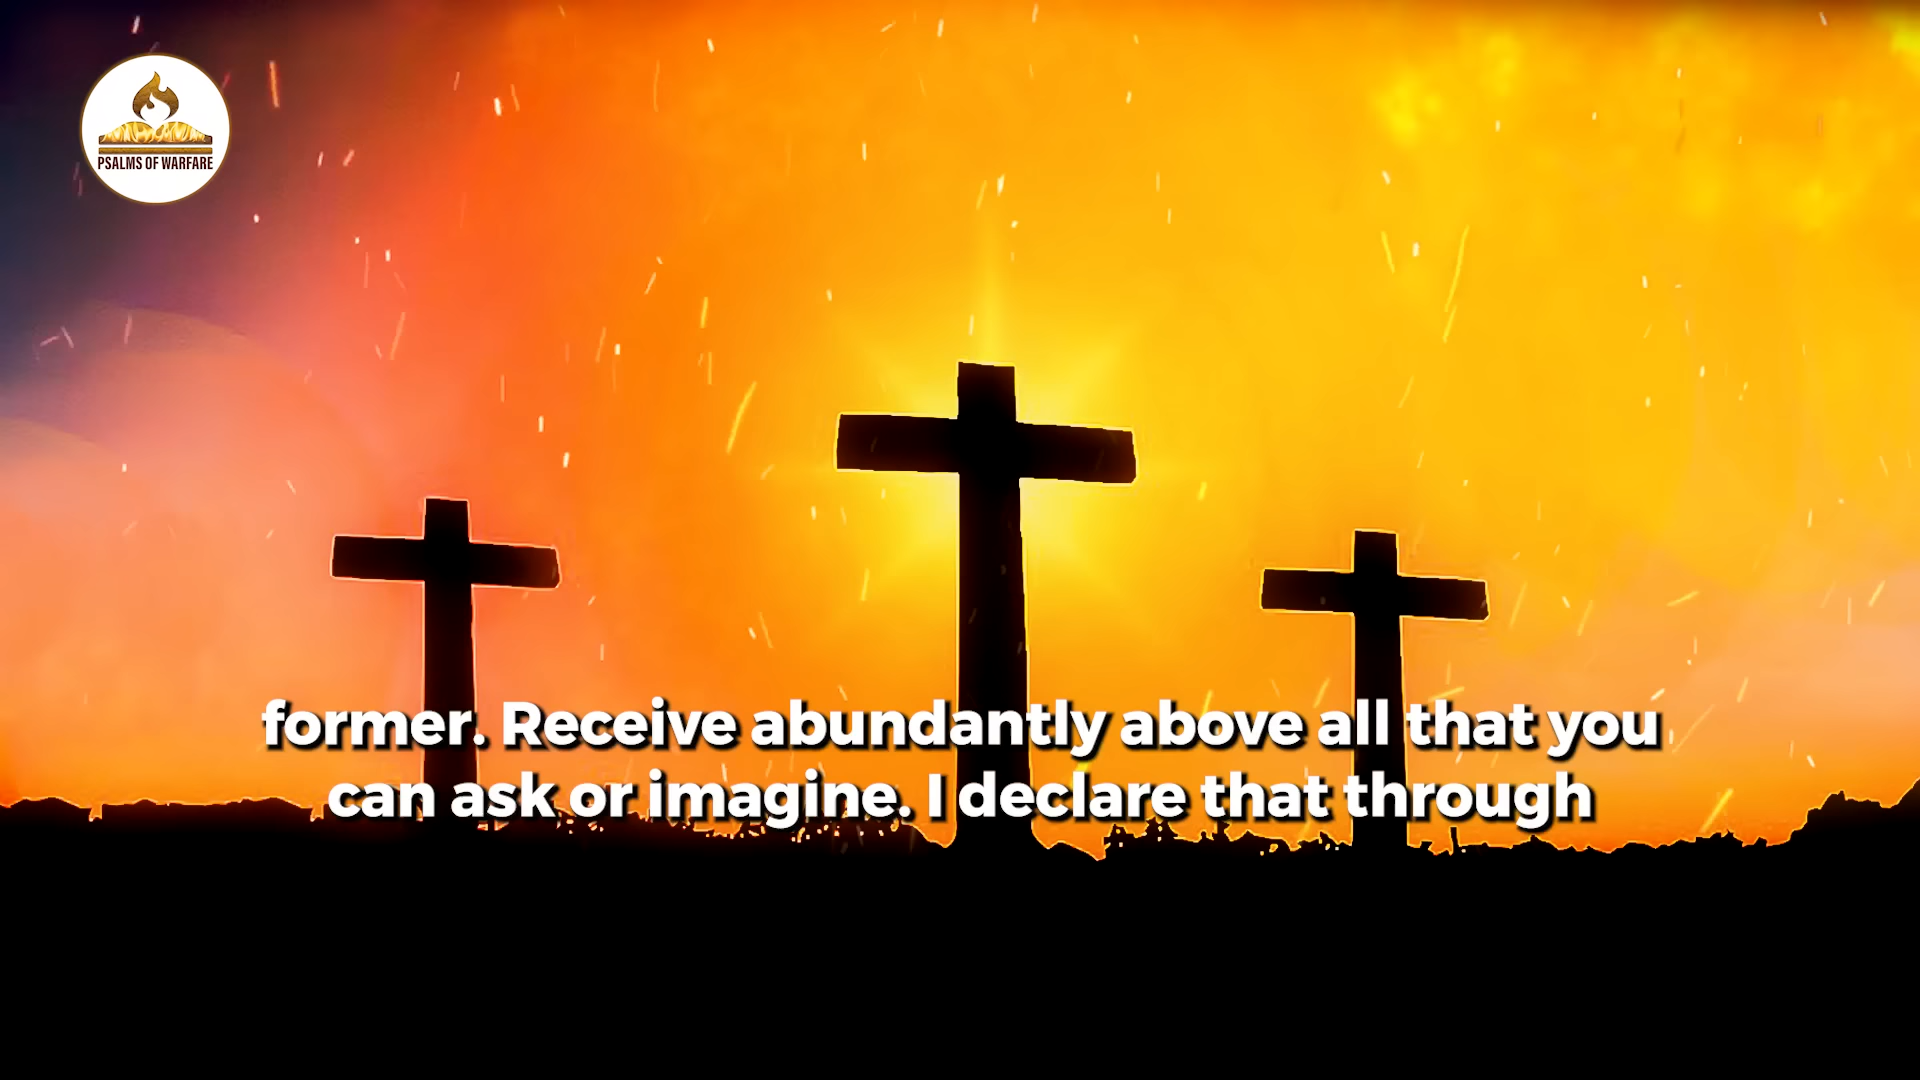 PSALMS OF WARFARE
former. Receive abundantly above all that you
can ask or imagine. I declare that through